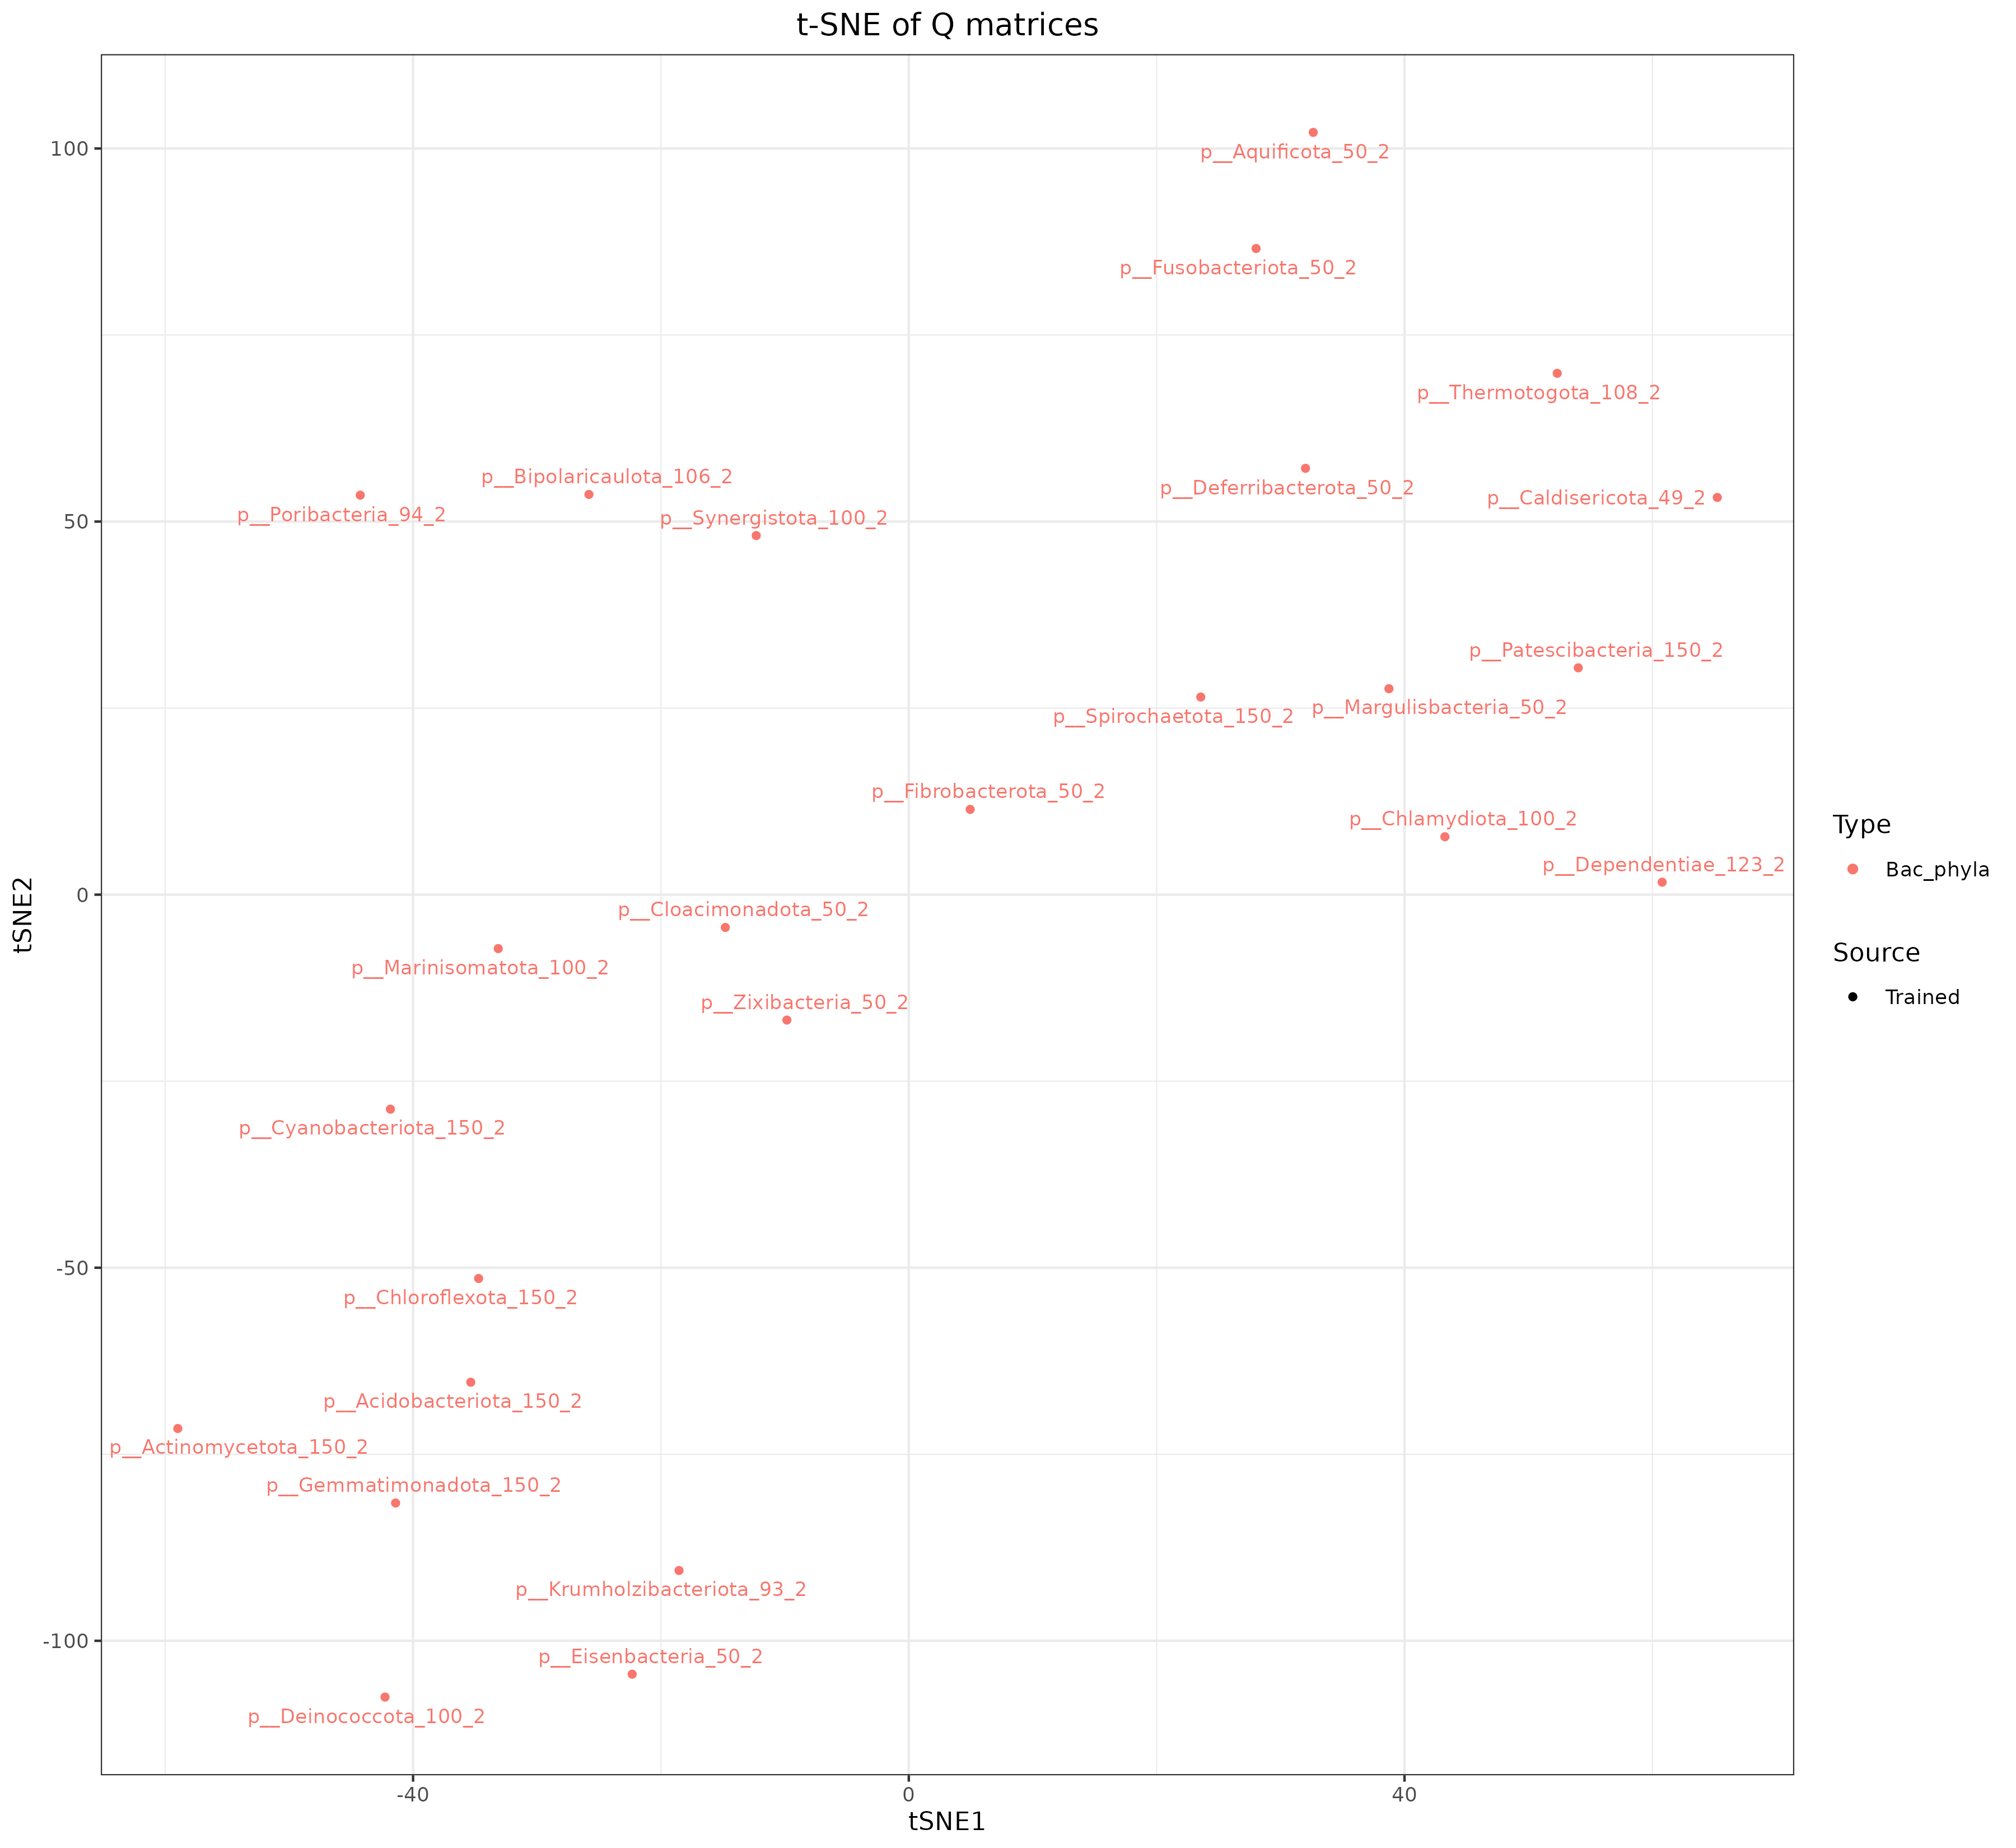 t-SNE of Q matrices
100
p__Aquificota_50_2
p__Fusobacteriota_50_2
p__Thermotogota_108_2
p__Bipolaricaulota_106_2
p__Deferribacterota_50_2
p__Caldisericota_49_2
p__Poribacteria_94_2
p__Synergistota_100_2
50
p__Patescibacteria_150_2
p__Margulisbacteria_50_2
p__Spirochaetota_150_2
p__Fibrobacterota_50_2
p__Chlamydiota_100_2
p__Dependentiae_123_2
0
p__Cloacimonadota_50_2
p__Marinisomatota_100_2
p__Zixibacteria_50_2
p__Cyanobacteriota_150_2
-50
p__Chloroflexota_150_2
p__Acidobacteriota_150_2
p__Actinomycetota_150_2
p__Gemmatimonadota_150_2
p__Krumholzibacteriota_93_2
-100
p__Eisenbacteria_50_2
p__Deinococcota_100_2
-40
0
40
tSNE1
tSNE2
Type
Bac_phyla
Source
Trained